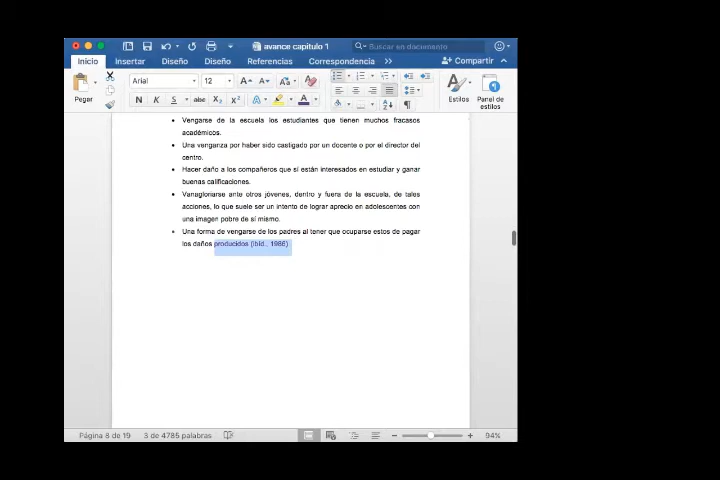 avance capitulo 1
Buscar en documento
Inicio Insertar Diseño Diseño Referencias Correspondencia >> Compartir
Pegar
Arial 12
N K S abc X2 X2 A A
Estilos Panel de estilos
• Vengarse de la escuela los estudiantes que tienen muchos fracasos
académicos.
• Una venganza por haber sido castigado por un docente o por el director del
centro.
• Hacer daño a los compañeros que sí están interesados en estudiar y ganar
buenas calificaciones.
• Vanagloriarse ante otros jóvenes, dentro y fuera de la escuela, de tales
acciones, lo que suele ser un intento de lograr aprecio en adolescentes con
una imagen pobre de sí mismo.
• Una forma de vengarse de los padres al tener que ocuparse estos de pagar
los daños producidos (ibíd., 1986)
Página 8 de 19 3 de 4785 palabras 94%